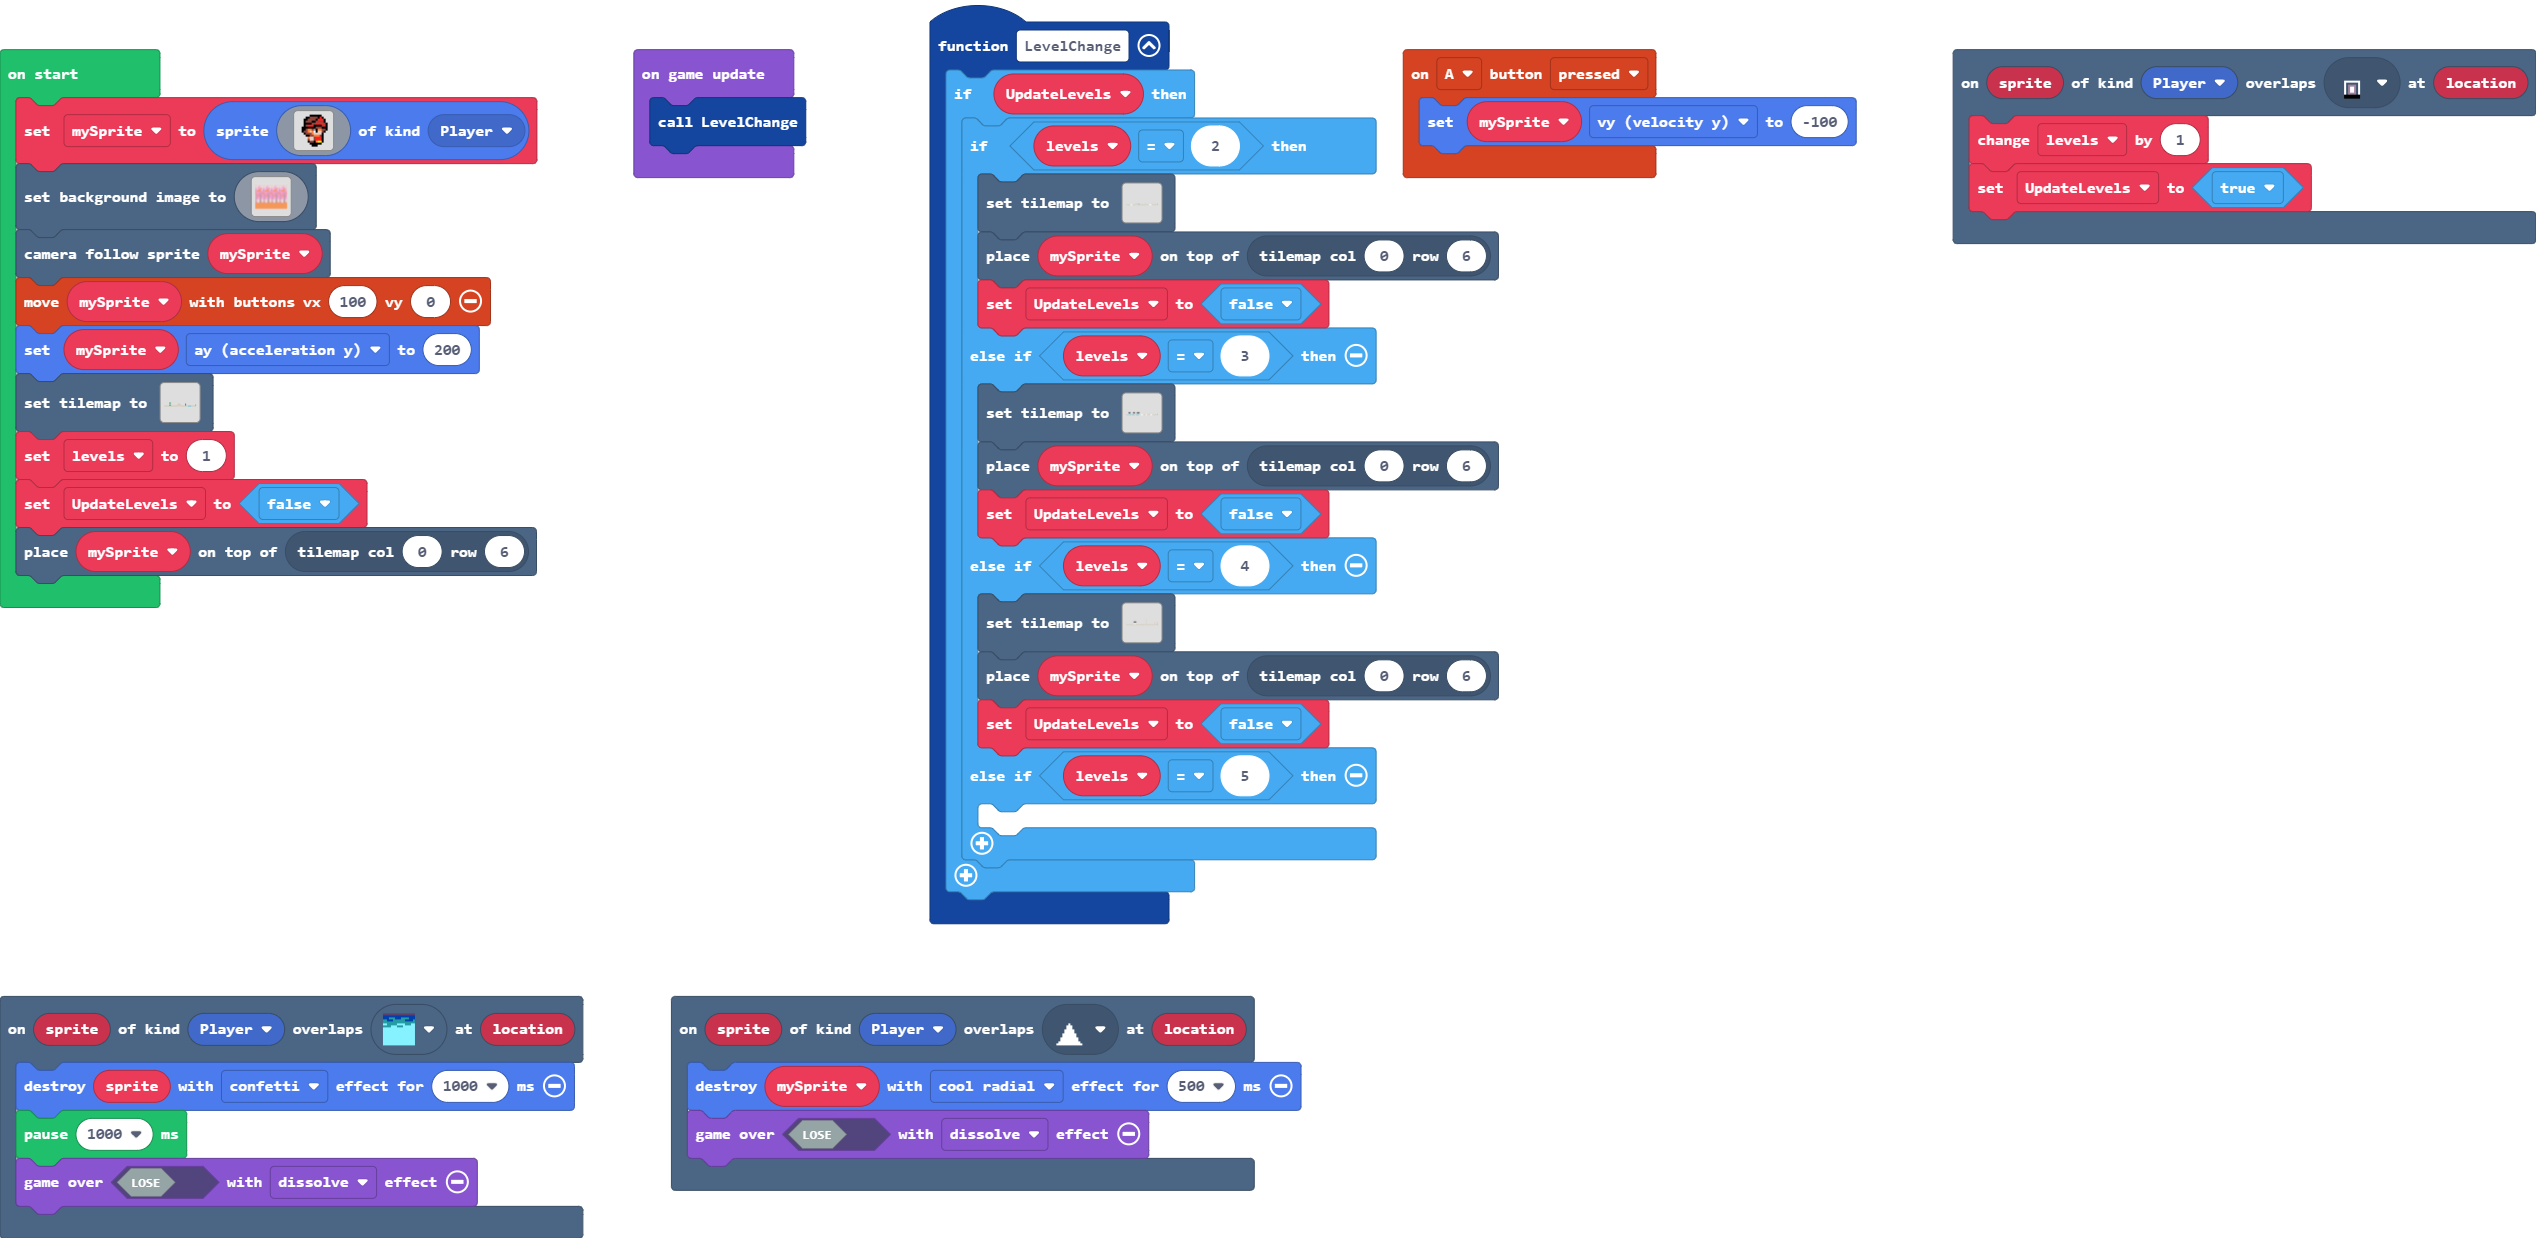 on start
set mySprite to sprite of kind Player
set background image to
camera follow sprite mySprite
move mySprite with buttons vx 100 vy 0
set mySprite ay (acceleration y) to 200
set tilemap to
set levels to 1
set UpdateLevels to false
place mySprite on top of tilemap col 0 row 6
on game update
call LevelChange
function LevelChange
if UpdateLevels then
if levels = 2 then
set tilemap to
place mySprite on top of tilemap col 0 row 6
set UpdateLevels to false
else if levels = 3 then
set tilemap to
place mySprite on top of tilemap col 0 row 6
set UpdateLevels to false
else if levels = 4 then
set tilemap to
place mySprite on top of tilemap col 0 row 6
set UpdateLevels to false
else if levels = 5 then
on A button pressed
set mySprite vy (velocity y) to -100
on sprite of kind Player overlaps at location
change levels by 1
set UpdateLevels to true
on sprite of kind Player overlaps at location
destroy sprite with confetti effect for 1000 ms
pause 1000 ms
game over LOSE with dissolve effect
on sprite of kind Player overlaps at location
destroy mySprite with cool radial effect for 500 ms
game over LOSE with dissolve effect